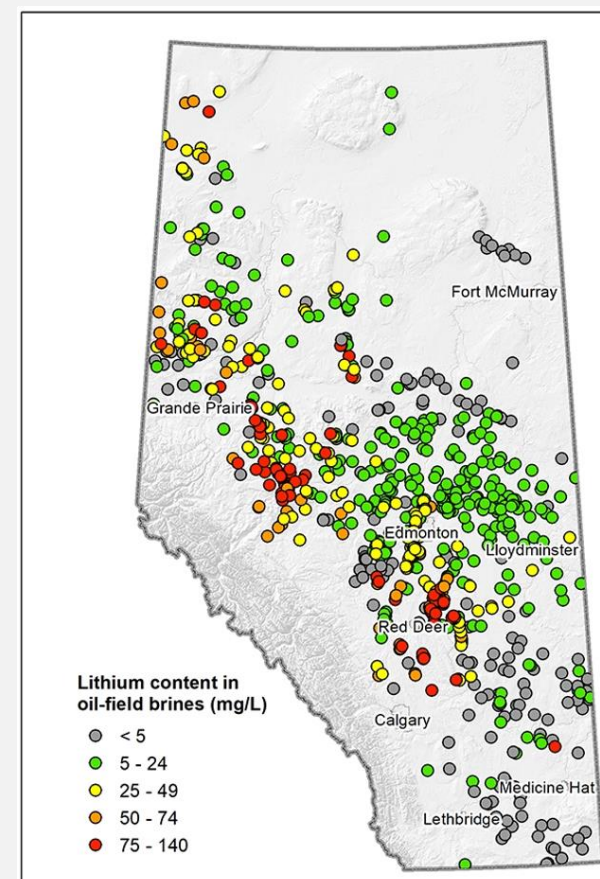 Fort McMurray
Grande Prairie
Edmonton
Lloydminster
Red Deer
Calgary
Medicine Hat
Lethbridge
Lithium content in
oil-field brines (mg/L)
< 5
5 - 24
25 - 49
50 - 74
75 - 140